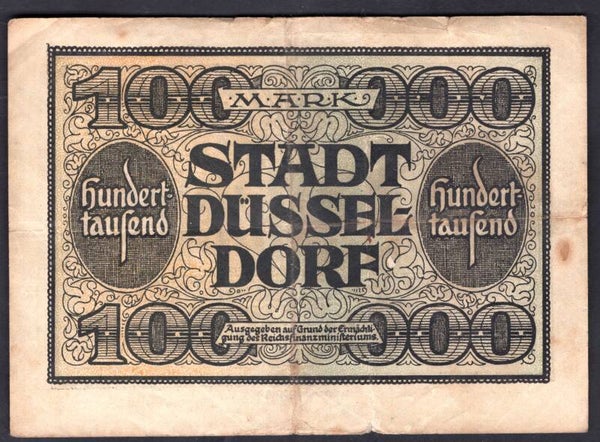 100 000
MARK
STADT
DÜSSEL-
DORF
Hundert-
tausend
Hundert-
tausend
100 000
Ausgegeben auf Grund der Ermächti-
gung des Reichsfinanzministeriums.